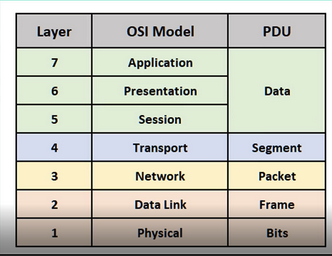 Layer OSI Model PDU
7 Application
6 Presentation Data
5 Session
4 Transport Segment
3 Network Packet
2 Data Link Frame
1 Physical Bits